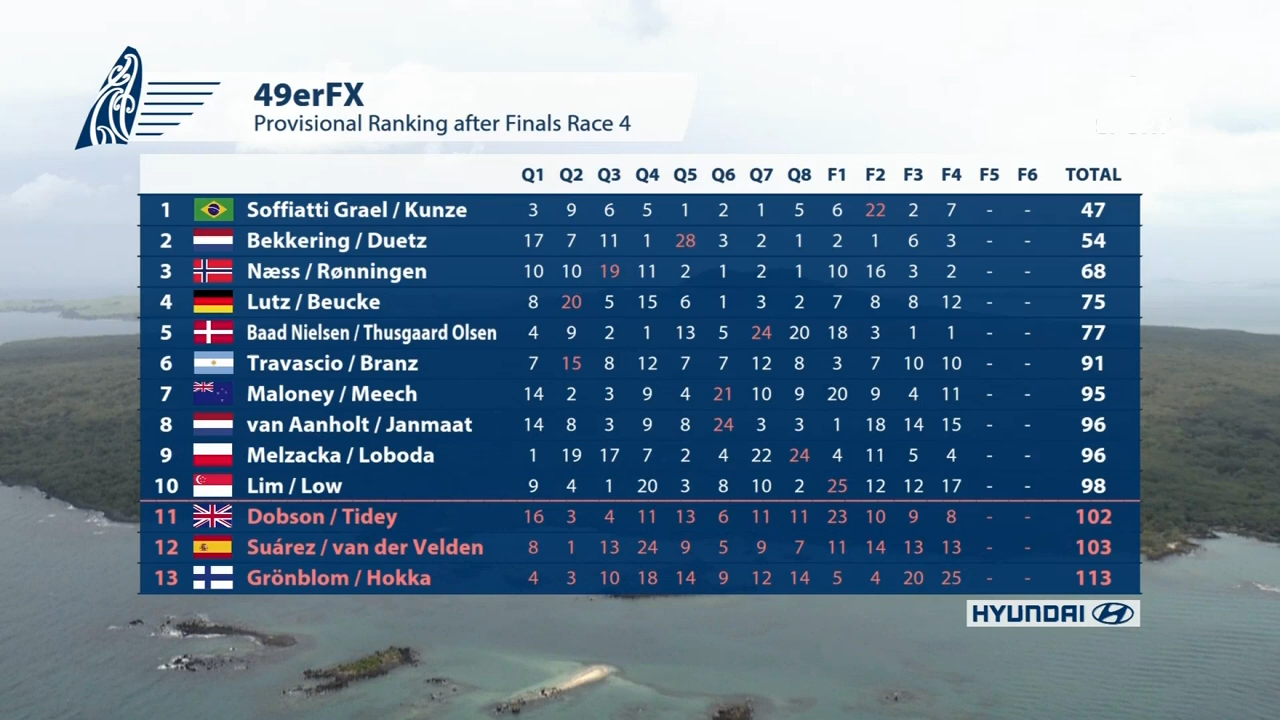 49erFX
Provisional Ranking after Finals Race 4
Q1 Q2 Q3 Q4 Q5 Q6 Q7 Q8 F1 F2 F3 F4 F5 F6 TOTAL
1 Soffiatti Grael / Kunze 3 9 6 5 1 2 1 5 6 22 2 7 - - 47
2 Bekkering / Duetz 17 7 11 1 28 3 2 1 2 1 6 3 - - 54
3 Næss / Rønningen 10 10 19 11 2 1 2 1 10 16 3 2 - - 68
4 Lutz / Beucke 8 20 5 15 6 1 3 2 7 8 8 12 - - 75
5 Baad Nielsen / Thusgaard Olsen 4 9 2 1 13 5 24 20 18 3 1 1 - - 77
6 Travascio / Branz 7 15 8 12 7 7 12 8 3 7 10 10 - - 91
7 Maloney / Meech 14 2 3 9 4 21 10 9 20 9 4 11 - - 95
8 van Aanholt / Janmaat 14 8 3 9 8 24 3 3 1 18 14 15 - - 96
9 Melzacka / Loboda 1 19 17 7 2 4 22 24 4 11 5 4 - - 96
10 Lim / Low 9 4 1 20 3 8 10 2 25 12 12 17 - - 98
11 Dobson / Tidey 16 3 4 11 13 6 11 11 23 10 9 8 - - 102
12 Suárez / van der Velden 8 1 13 24 9 5 9 7 11 14 13 13 - - 103
13 Grönblom / Hokka 4 3 10 18 14 9 12 14 5 4 20 25 - - 113
HYUNDAI